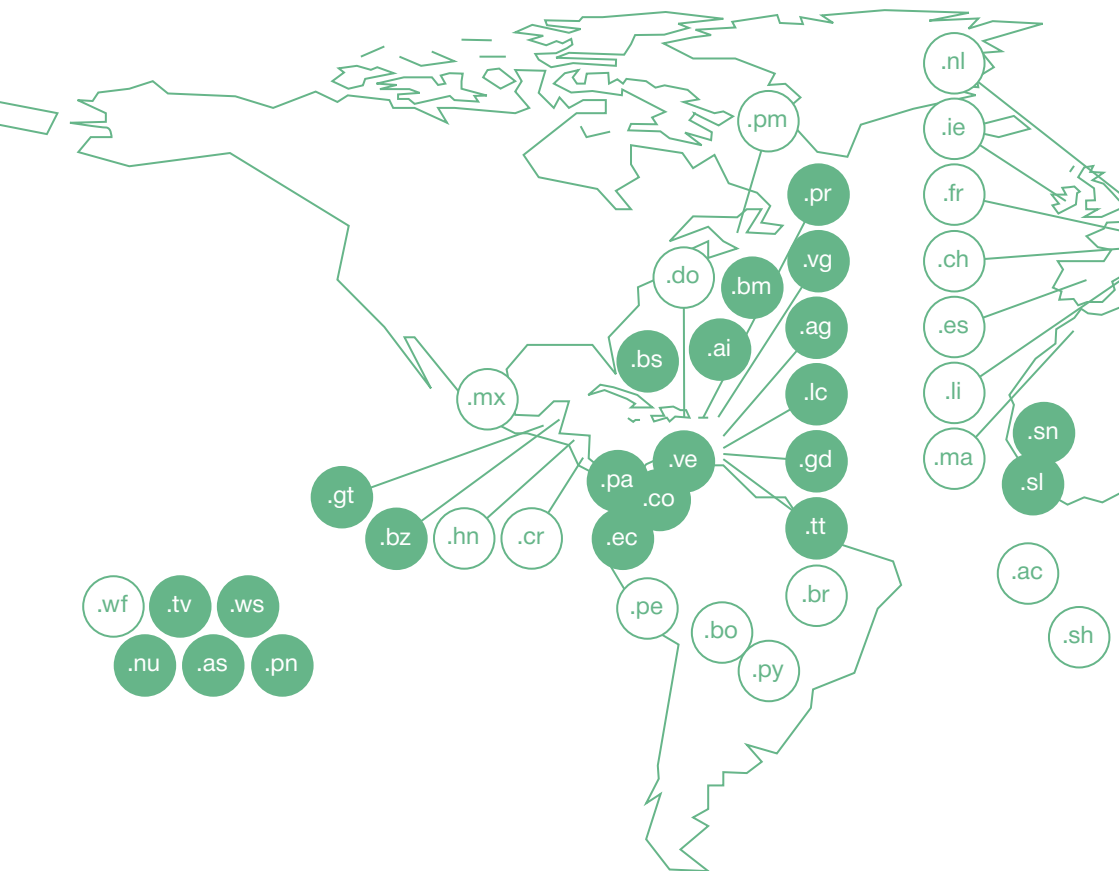 .nl
.pm
.ie
.pr
.fr
.vg
.ch
.do
.bm
.ag
.es
.ai
.bs
.lc
.li
.mx
.sn
.ve
.gd
.ma
.pa
.sl
.gt
.co
.tt
.bz
.hn
.cr
.ec
.ac
.br
.wf
.tv
.ws
.pe
.bo
.sh
.nu
.as
.pn
.py